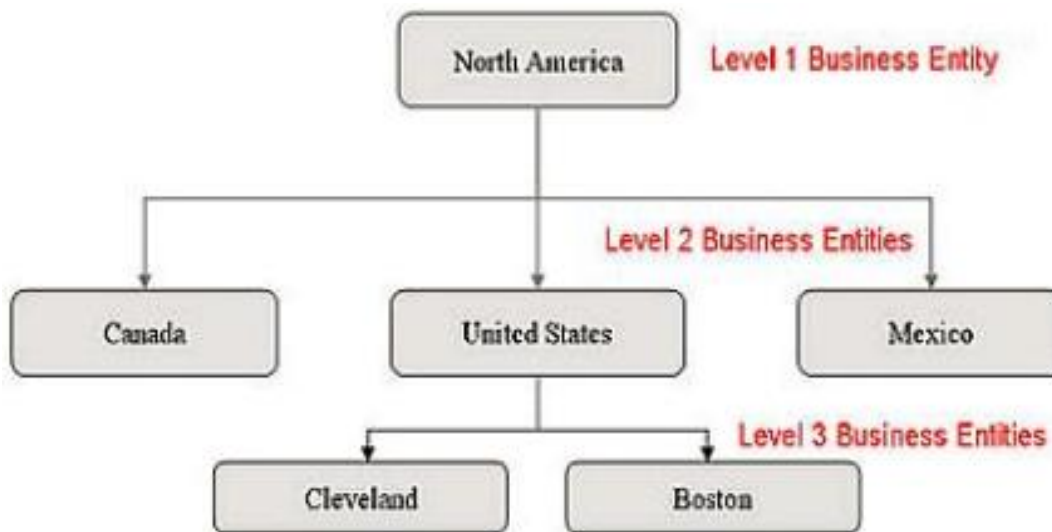 North America
Level 1 Business Entity
Level 2 Business Entities
Canada
United States
Mexico
Level 3 Business Entities
Cleveland
Boston